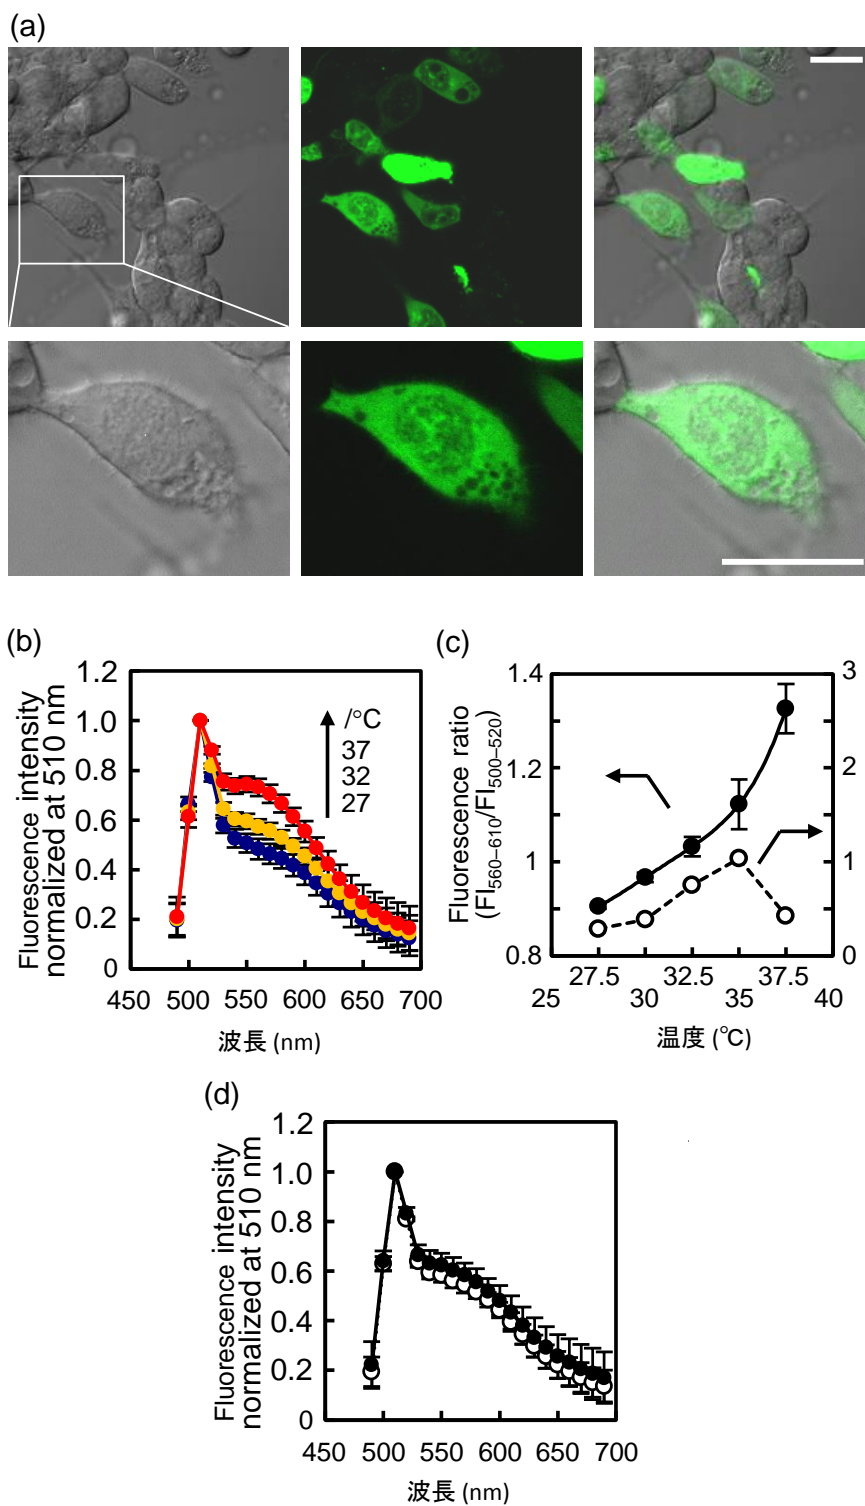 (a)
(b)
Fluorescence intensity
normalized at 510 nm
1.2
1.0
0.8
0.6
0.4
0.2
0
/°C
37
32
27
450 500 550 600 650 700
波長 (nm)
(c)
Fluorescence ratio
(FI560–610/FI500–520)
1.4
1.2
1
0.8
3
2
1
0
27.5 32.5 37.5
25 30 35 40
温度 (℃)
(d)
Fluorescence intensity
normalized at 510 nm
1.2
1.0
0.8
0.6
0.4
0.2
0
450 500 550 600 650 700
波長 (nm)